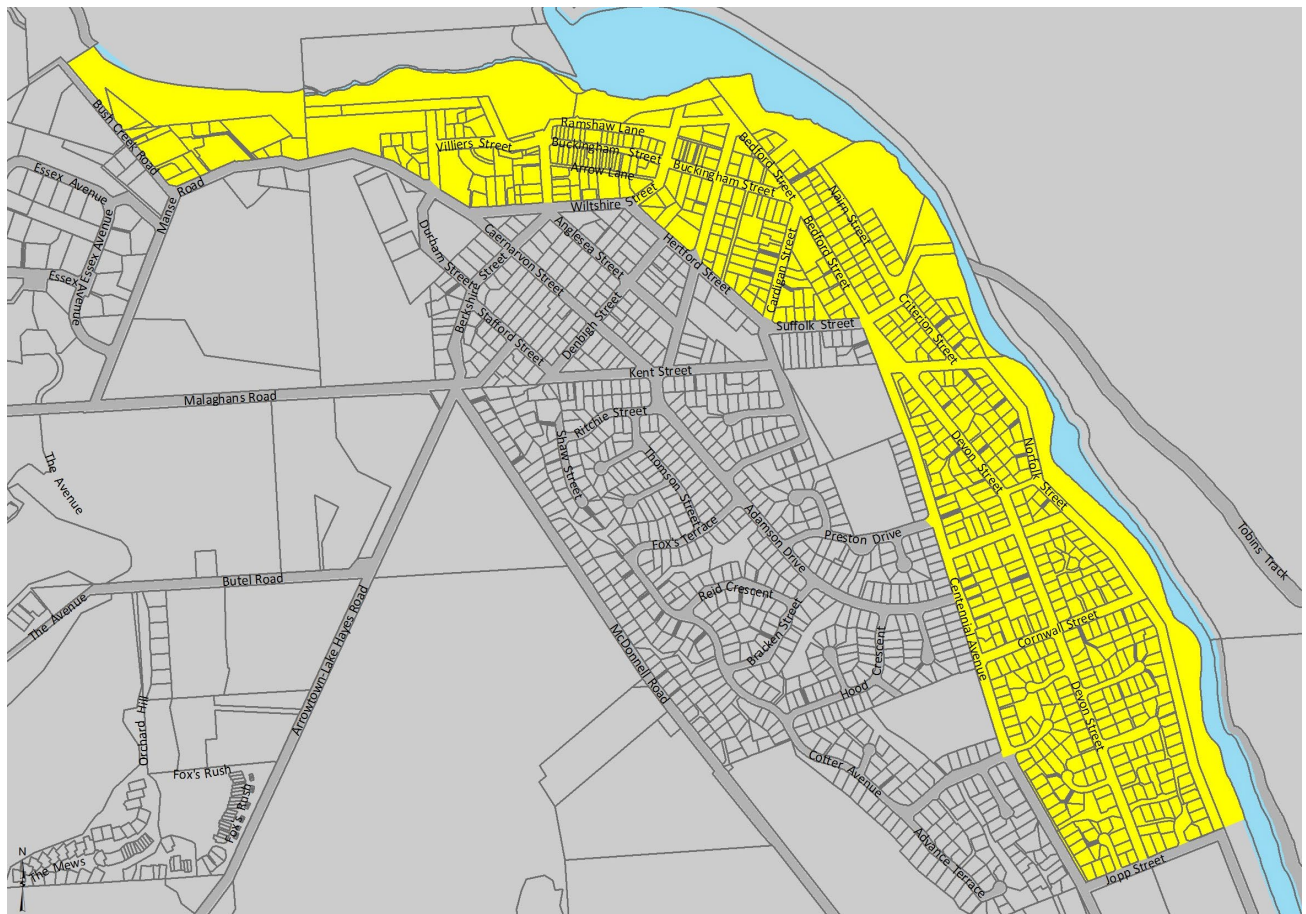 Bush Creek Road
Ramshaw Lane
Villiers Street
Buckingham Street
Bedford Street
Essex Avenue
Manse Road
Arrow Lane
Buckingham Street
Nairn Street
Wiltshire Street
Essex Avenue
Durham Street
Caernarvon Street
Anglesea Street
Hertford Street
Cardigan Street
Bedford Street
Essex Avenue
Berkshire Street
Stafford Street
Denbigh Street
Suffolk Street
Criterion Street
Kent Street
Malaghans Road
Ritchie Street
Shaw Street
Thomson Street
Devon Street
Norfolk Street
The Avenue
Fox's Terrace
Adamson Drive
Preston Drive
Tobins Track
Butel Road
The Avenue
Reid Crescent
Centennial Avenue
Arrowtown-Lake Hayes Road
McDonnell Road
Bracken Street
Hood Crescent
Cornwall Street
Orchard Hill
Devon Street
Fox's Rush
Cotter Avenue
Fox's Rush
The Mews
Advance Terrace
Jopp Street
N